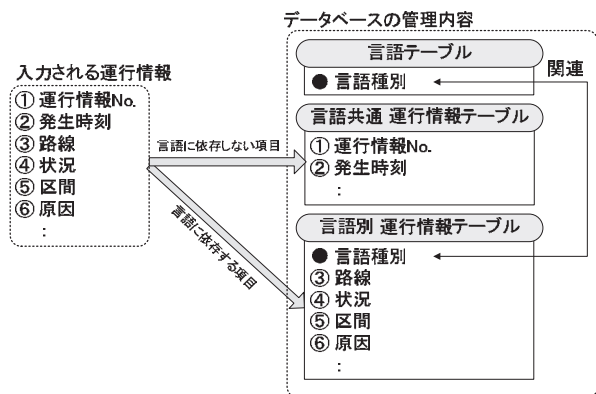 データベースの管理内容
入力される運行情報
① 運行情報No.
② 発生時刻
③ 路線
④ 状況
⑤ 区間
⑥ 原因
:
言語に依存しない項目
言語に依存する項目
言語テーブル
● 言語種別
関連
言語共通 運行情報テーブル
① 運行情報No.
② 発生時刻
:
言語別 運行情報テーブル
● 言語種別
③ 路線
④ 状況
⑤ 区間
⑥ 原因
: